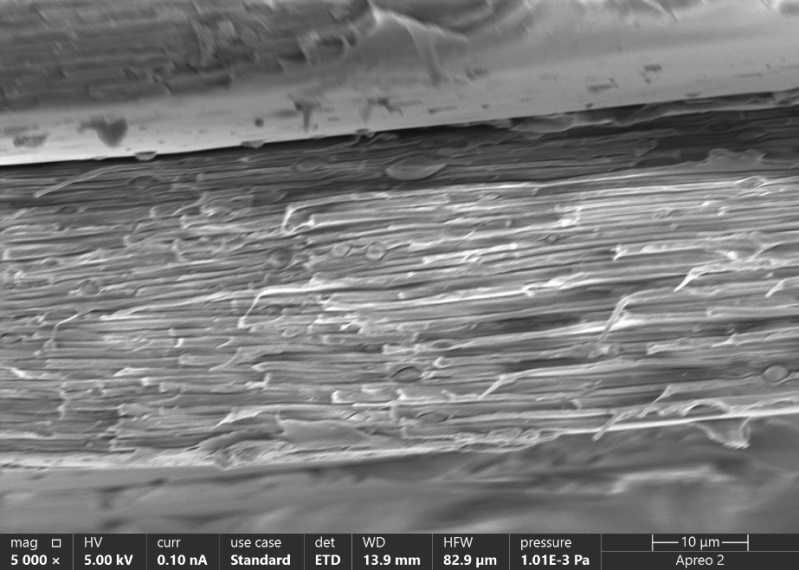 mag □ HV curr use case det WD HFW pressure 10 µm
5 000 × 5.00 kV 0.10 nA Standard ETD 13.9 mm 82.9 µm 1.01E-3 Pa Apreo 2